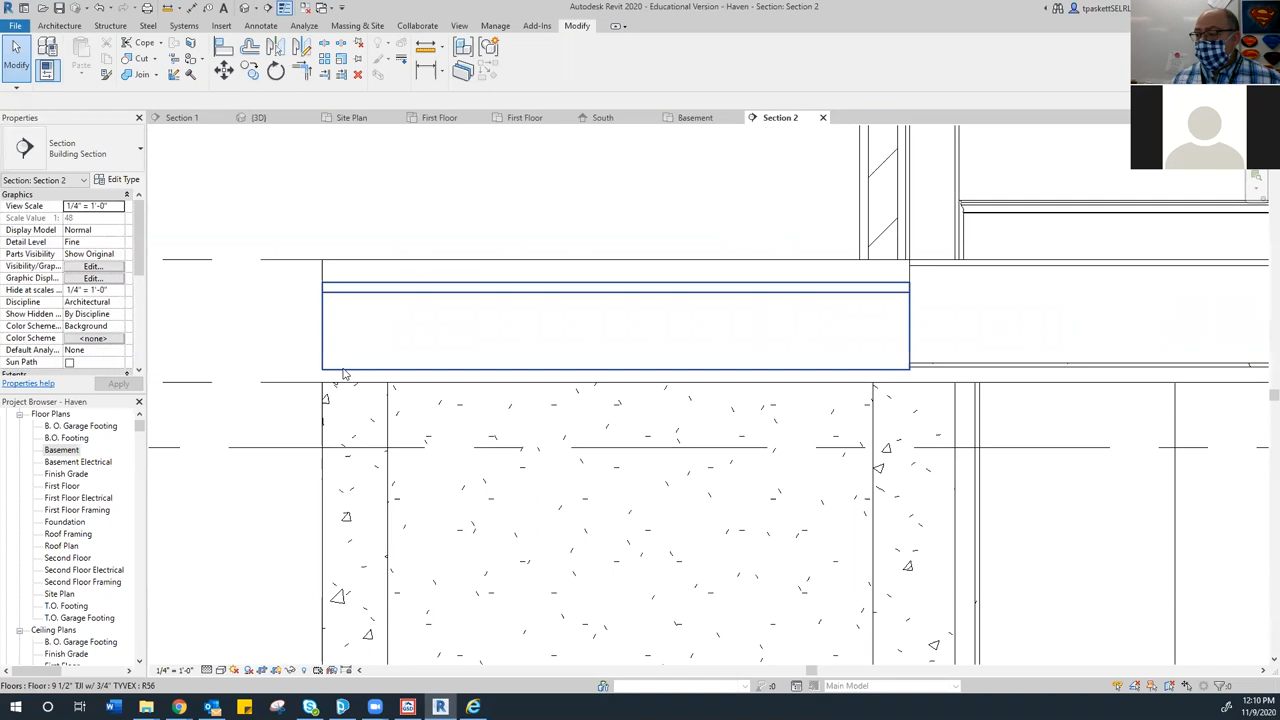 Autodesk Revit 2020 - Educational Version - Haven - Section: Section 2
tpaskettSELRL
File Architecture Structure Steel Systems Insert Annotate Analyze Massing & Site Collaborate View Manage Add-Ins Modify
Modify
Paste
Cope
Cut
Join
Properties
Section 1 {3D} Site Plan First Floor First Floor South Basement Section 2
Section
Building Section
Section: Section 2 Edit Type
Graphics
View Scale 1/4" = 1'-0"
Scale Value 1: 48
Display Model Normal
Detail Level Fine
Parts Visibility Show Original
Visibility/Grap... Edit...
Graphic Displ... Edit...
Hide at scales ... 1/4" = 1'-0"
Discipline Architectural
Show Hidden ... By Discipline
Color Scheme... Background
Color Scheme <none>
Default Analy... None
Sun Path
Extents
Properties help Apply
Project Browser - Haven
Floor Plans
B. O. Garage Footing
B.O. Footing
Basement
Basement Electrical
Finish Grade
First Floor
First Floor Electrical
First Floor Framing
Foundation
Roof Framing
Roof Plan
Second Floor
Second Floor Electrical
Second Floor Framing
Site Plan
T.O. Footing
T.O. Garage Footing
Ceiling Plans
B. O. Garage Footing
Basement
1/4" = 1'-0"
Floors : Floor : 9 1/2" TJI w/ 3/4" TYVEX : R56
:0
Main Model
:0
12:10 PM
11/9/2020